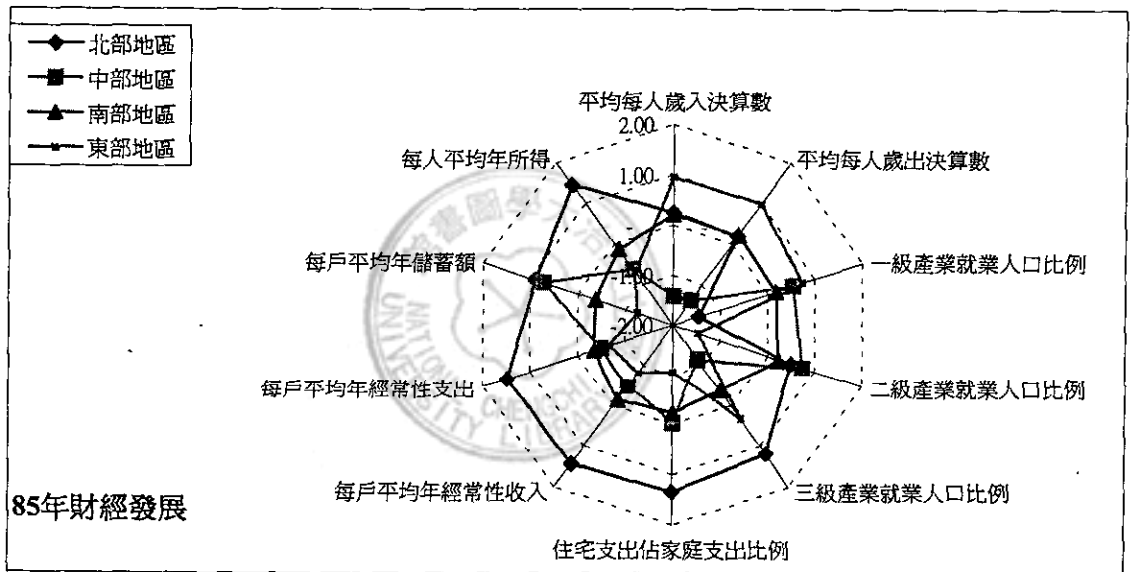 北部地區
中部地區
南部地區
東部地區
平均每人歲入決算數
2.00
每人平均年所得
平均每人歲出決算數
1.00
每戶平均年儲蓄額
一級產業就業人口比例
1.00
2.00
每戶平均年經常性支出
二級產業就業人口比例
每戶平均年經常性收入
三級產業就業人口比例
85年財經發展
住宅支出佔家庭支出比例
NATIONAL CHENGCHI UNIVERSITY LIBRARY